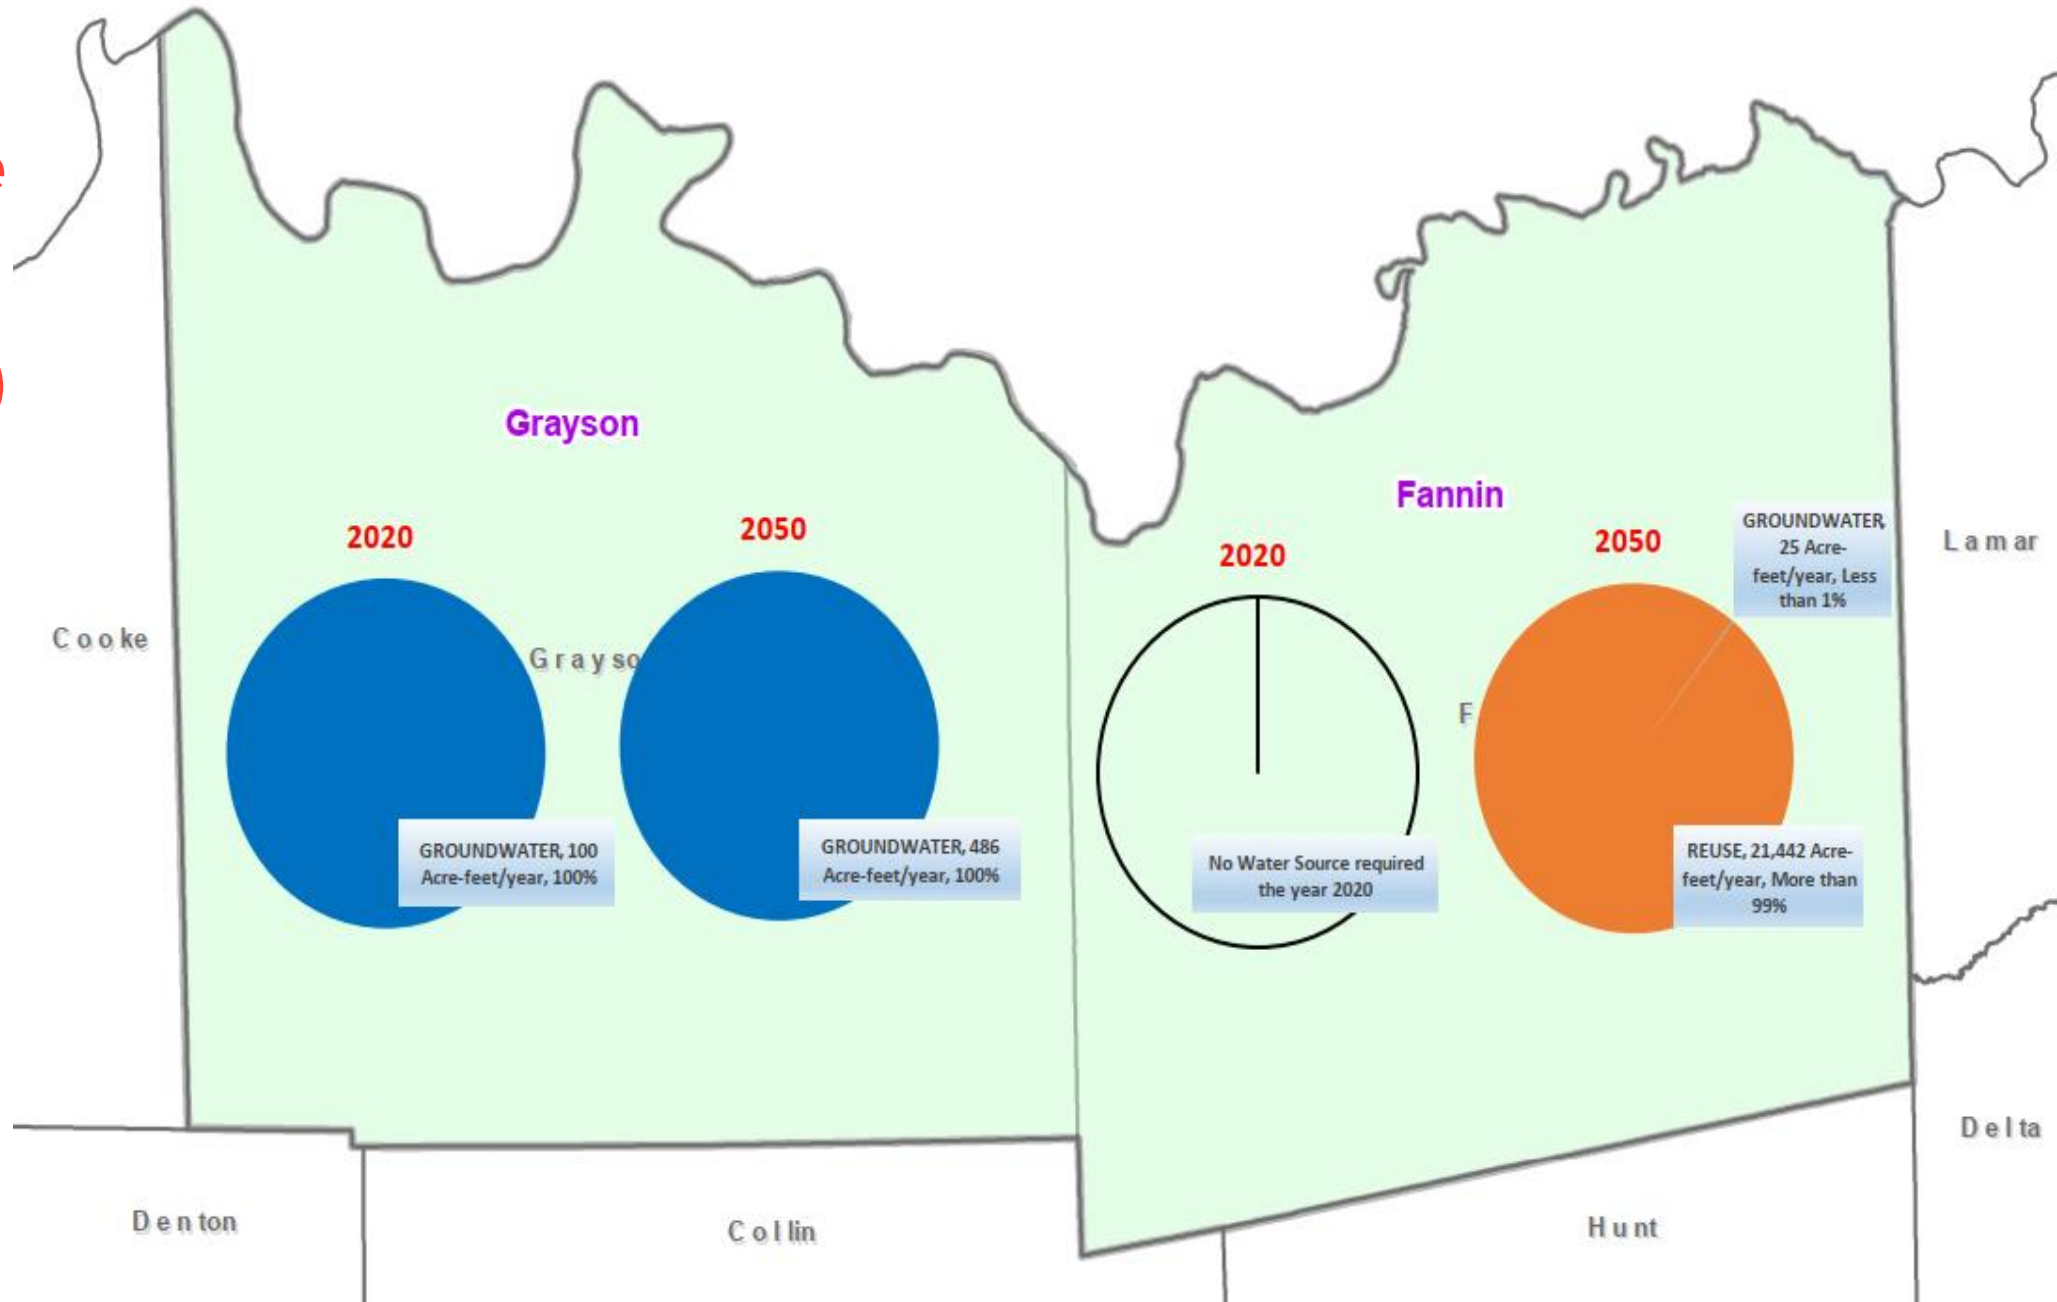 Grayson
Fannin
2020
2050
2020
2050
GROUNDWATER,
25 Acre-
feet/year, Less
than 1%
Lamar
Cooke
Grayso
F
GROUNDWATER, 100
Acre-feet/year, 100%
GROUNDWATER, 486
Acre-feet/year, 100%
No Water Source required
the year 2020
REUSE, 21,442 Acre-
feet/year, More than
99%
Delta
Denton
Collin
Hunt